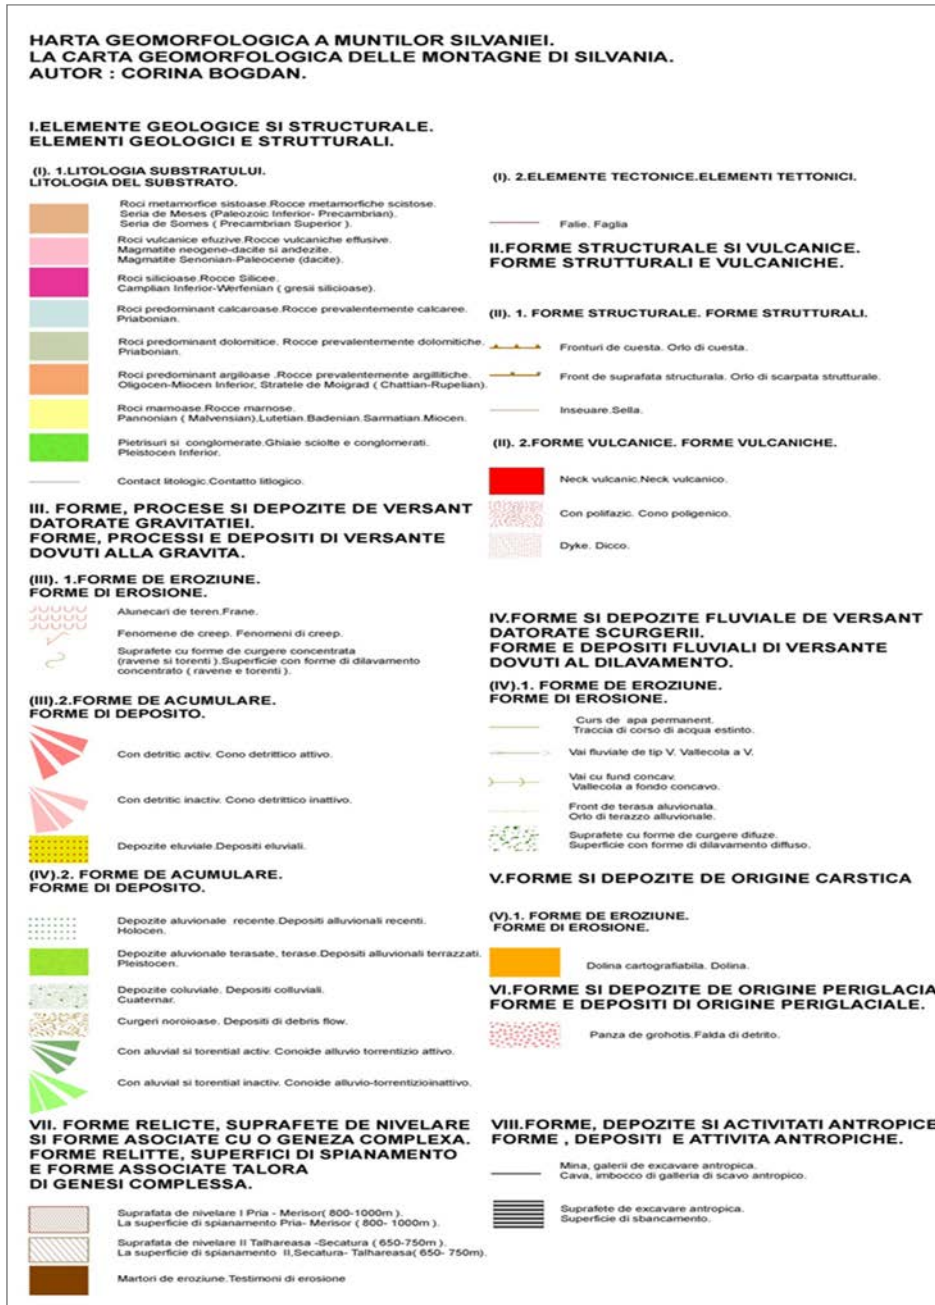 HARTA GEOMORFOLOGICA A MUNTILOR SILVANIEI.
LA CARTA GEOMORFOLOGICA DELLE MONTAGNE DI SILVANIA.
AUTOR : CORINA BOGDAN.
I.ELEMENTE GEOLOGICE SI STRUCTURALE.
ELEMENTI GEOLOGICI E STRUTTURALI.
(I). 1.LITOLOGIA SUBSTRATULUI.
LITOLOGIA DEL SUBSTRATO.
Roci metamorfice sistoase.Rocce metamorfiche scistose.
Seria de Meses (Paleozoic Inferior- Precambrian).
Seria de Somes ( Precambrian Superior ).
Roci vulcanice efuzive.Rocce vulcaniche effusive.
Magmatite neogene-dacite si andezite.
Magmatite Senonian-Paleocene (dacite).
Roci silicioase.Rocce Silicee.
Camplian Inferior-Werfenian ( gresii silicioase).
Roci predominant calcaroase.Rocce prevalentemente calcaree.
Priabonian.
Roci predominant dolomitice. Rocce prevalentemente dolomitiche.
Priabonian.
Roci predominant argiloase .Rocce prevalentemente argillitiche.
Oligocen-Miocen Inferior, Stratele de Moigrad ( Chattian-Rupelian).
Roci marnoase.Rocce marnose.
Pannonian ( Malvensian),Lutetian.Badenian.Sarmatian.Miocen.
Pietrisuri si conglomerate.Ghiaie sciolte e conglomerati.
Pleistocen Inferior.
Contact litologic.Contatto litlogico.
III. FORME, PROCESE SI DEPOZITE DE VERSANT
DATORATE GRAVITATIEI.
FORME, PROCESSI E DEPOSITI DI VERSANTE
DOVUTI ALLA GRAVITA.
(III). 1.FORME DE EROZIUNE.
FORME DI EROSIONE.
Alunecari de teren.Frane.
Fenomene de creep. Fenomeni di creep.
Suprafete cu forme de curgere concentrata
(ravene si torenti ).Superficie con forme di dilavamento
concentrato ( ravene e torenti ).
(III).2.FORME DE ACUMULARE.
FORME DI DEPOSITO.
Con detritic activ. Cono detrittico attivo.
Con detritic inactiv. Cono detrittico inattivo.
Depozite eluviale.Depositi eluviali.
(IV).2. FORME DE ACUMULARE.
FORME DI DEPOSITO.
Depozite aluvionale recente.Depositi alluvionali recenti.
Holocen.
Depozite aluvionale terasate, terase.Depositi alluvionali terrazzati.
Pleistocen.
Depozite coluviale. Depositi colluviali.
Cuaternar.
Curgeri noroioase. Depositi di debris flow.
Con aluvial si torential activ. Conoide alluvio torrentizio attivo.
Con aluvial si torential inactiv. Conoide alluvio-torrentizioinattivo.
VII. FORME RELICTE, SUPRAFETE DE NIVELARE
SI FORME ASOCIATE CU O GENEZA COMPLEXA.
FORME RELITTE, SUPERFICI DI SPIANAMENTO
E FORME ASSOCIATE TALORA
DI GENESI COMPLESSA.
Suprafata de nivelare I Pria - Merisor( 800-1000m ).
La superficie di spianamento Pria- Merisor ( 800- 1000m ).
Suprafata de nivelare II Talhareasa -Secatura ( 650-750m ).
La superficie di spianamento II,Secatura- Talhareasa( 650- 750m).
Martori de eroziune.Testimoni di erosione
(I). 2.ELEMENTE TECTONICE.ELEMENTI TETTONICI.
Falie. Faglia
II.FORME STRUCTURALE SI VULCANICE.
FORME STRUTTURALI E VULCANICHE.
(II). 1. FORME STRUCTURALE. FORME STRUTTURALI.
Fronturi de cuesta. Orlo di cuesta.
Front de suprafata structurala. Orlo di scarpata strutturale.
Inseuare.Sella.
(II). 2.FORME VULCANICE. FORME VULCANICHE.
Neck vulcanic.Neck vulcanico.
Con polifazic. Cono poligenico.
Dyke. Dicco.
IV.FORME SI DEPOZITE FLUVIALE DE VERSANT
DATORATE SCURGERII.
FORME E DEPOSITI FLUVIALI DI VERSANTE
DOVUTI AL DILAVAMENTO.
(IV).1. FORME DE EROZIUNE.
FORME DI EROSIONE.
Curs de apa permanent.
Traccia di corso di acqua estinto.
Vai fluviale de tip V. Vallecola a V.
Vai cu fund concav.
Vallecola a fondo concavo.
Front de terasa aluvionala.
Orlo di terazzo alluvionale.
Suprafete cu forme de curgere difuze.
Superficie con forme di dilavamento diffuso.
V.FORME SI DEPOZITE DE ORIGINE CARSTICA
(V).1. FORME DE EROZIUNE.
FORME DI EROSIONE.
Dolina cartografiabila. Dolina.
VI.FORME SI DEPOZITE DE ORIGINE PERIGLACIA
FORME E DEPOSITI DI ORIGINE PERIGLACIALE.
Panza de grohotis.Falda di detrito.
VIII.FORME, DEPOZITE SI ACTIVITATI ANTROPICE
FORME , DEPOSITI E ATTIVITA ANTROPICHE.
Mina, galerii de excavare antropica.
Cava, imbocco di galleria di scavo antropico.
Suprafete de excavare antropica.
Superficie di sbancamento.